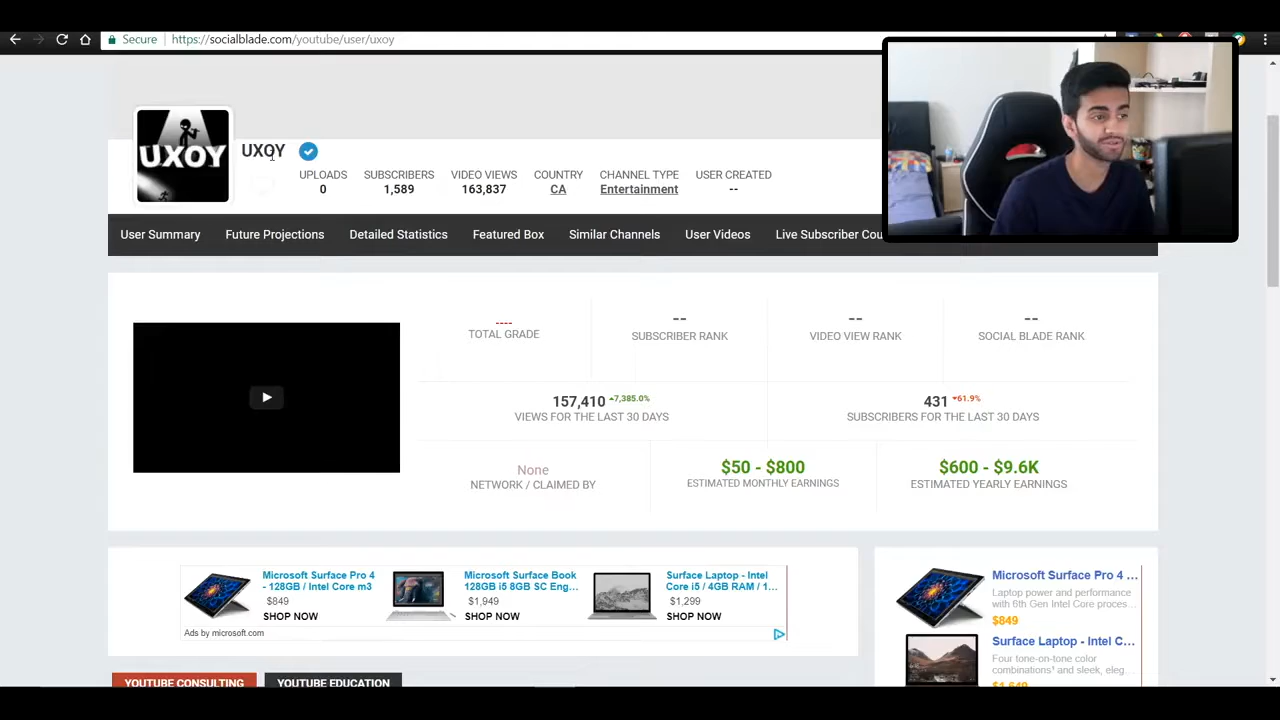 Secure https://socialblade.com/youtube/user/uxoy
UXOY
UXOY
UPLOADS SUBSCRIBERS VIDEO VIEWS COUNTRY CHANNEL TYPE USER CREATED
0 1,589 163,837 CA Entertainment --
User Summary Future Projections Detailed Statistics Featured Box Similar Channels User Videos Live Subscriber Cou
---- -- -- --
TOTAL GRADE SUBSCRIBER RANK VIDEO VIEW RANK SOCIAL BLADE RANK
157,410 7,385.0% 431 61.9%
VIEWS FOR THE LAST 30 DAYS SUBSCRIBERS FOR THE LAST 30 DAYS
None $50 - $800 $600 - $9.6K
NETWORK / CLAIMED BY ESTIMATED MONTHLY EARNINGS ESTIMATED YEARLY EARNINGS
Microsoft Surface Pro 4 Microsoft Surface Book Surface Laptop - Intel
- 128GB / Intel Core m3 128GB i5 8GB SC Eng... Core i5 / 4GB RAM / 1...
$849 $1,949 $1,299
SHOP NOW SHOP NOW SHOP NOW
Ads by microsoft.com
Microsoft Surface Pro 4 ...
Laptop power and performance
with 6th Gen Intel Core proces...
$849
Surface Laptop - Intel C...
Four tone-on-tone color
combinations¹ and sleek, eleg...
$1,649
YOUTUBE CONSULTING YOUTUBE EDUCATION